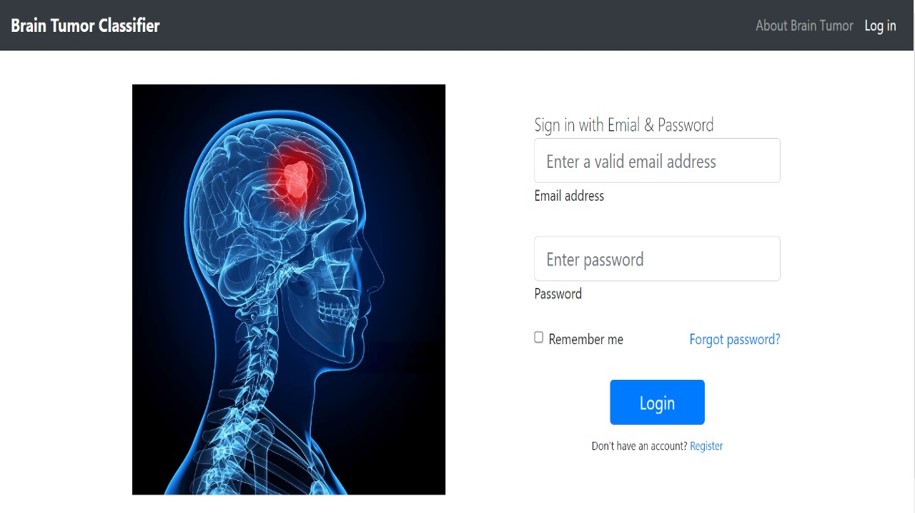 Brain Tumor Classifier
About Brain Tumor Log in
Sign in with Emial & Password
Enter a valid email address
Email address
Enter password
Password
Remember me Forgot password?
Login
Don't have an account? Register